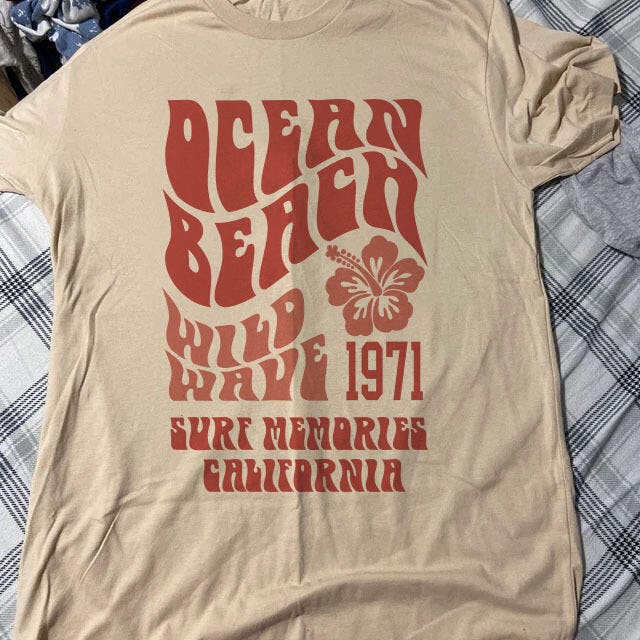 OCEAN
BEACH
WILD
WAVE 1971
SURF MEMORIES
CALIFORNIA